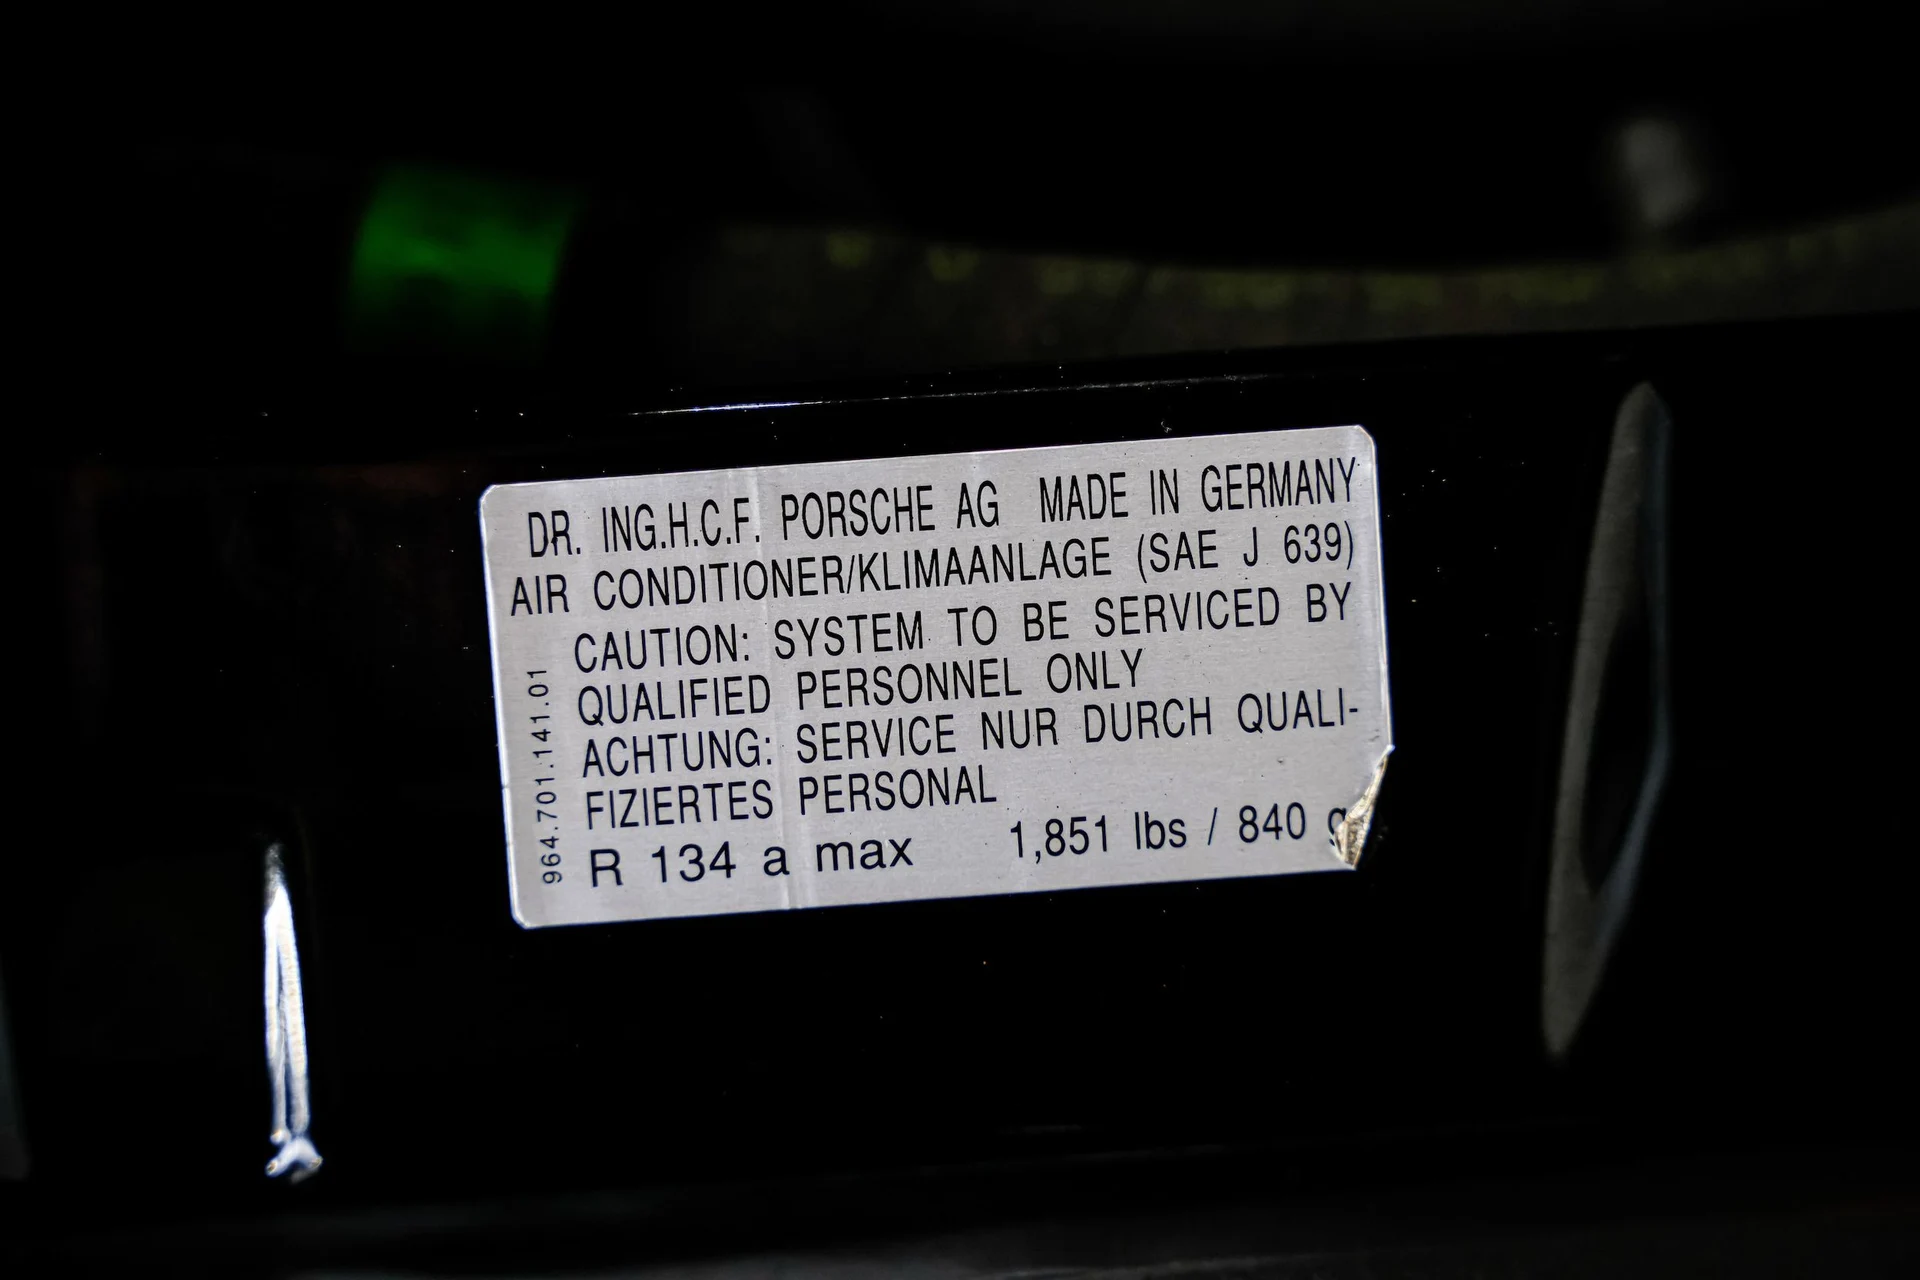 DR. ING.H.C.F. PORSCHE AG MADE IN GERMANY
AIR CONDITIONER/KLIMAANLAGE (SAE J 639)
CAUTION: SYSTEM TO BE SERVICED BY
QUALIFIED PERSONNEL ONLY
ACHTUNG: SERVICE NUR DURCH QUALI-
FIZIERTES PERSONAL
R 134 a max 1,851 lbs / 840 g
964.701.141.01